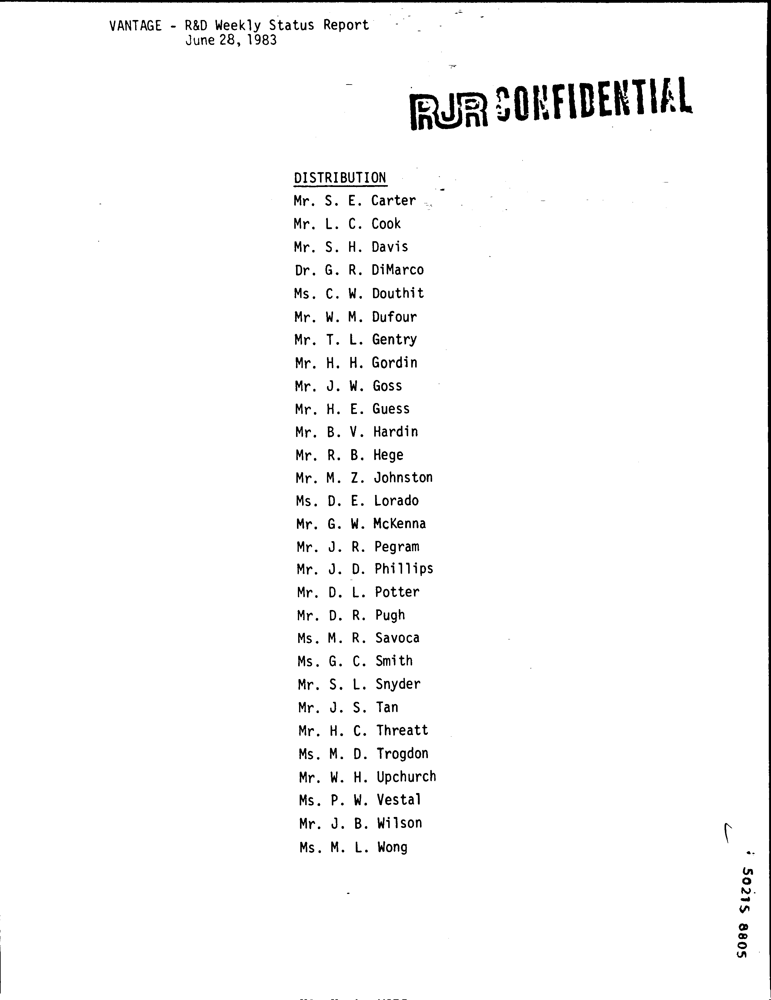 VANTAGE - R&D Weekly Status Report
June 28, 1983
RJR CONFIDENTIAL
DISTRIBUTION
Mr. S. E. Carter
Mr. L. C. Cook
Mr. S. H. Davis
Dr. G. R. DiMarco
Ms. C. W. Douthit
Mr. W. M. Dufour
Mr. T. L. Gentry
Mr. H. H. Gordin
Mr. J. W. Goss
Mr. H. E. Guess
Mr. B. V. Hardin
Mr. R. B. Hege
Mr. M. Z. Johnston
Ms. D. E. Lorado
Mr. G. W. McKenna
Mr. J. R. Pegram
Mr. J. D. Phillips
Mr. D. L. Potter
Mr. D. R. Pugh
Ms. M. R. Savoca
Ms. G. C. Smith
Mr. S. L. Snyder
Mr. J. S. Tan
Mr. H. C. Threatt
Ms. M. D. Trogdon
Mr. W. H. Upchurch
Ms. P. W. Vestal
Mr. J. B. Wilson
Ms. M. L. Wong
50215 8805